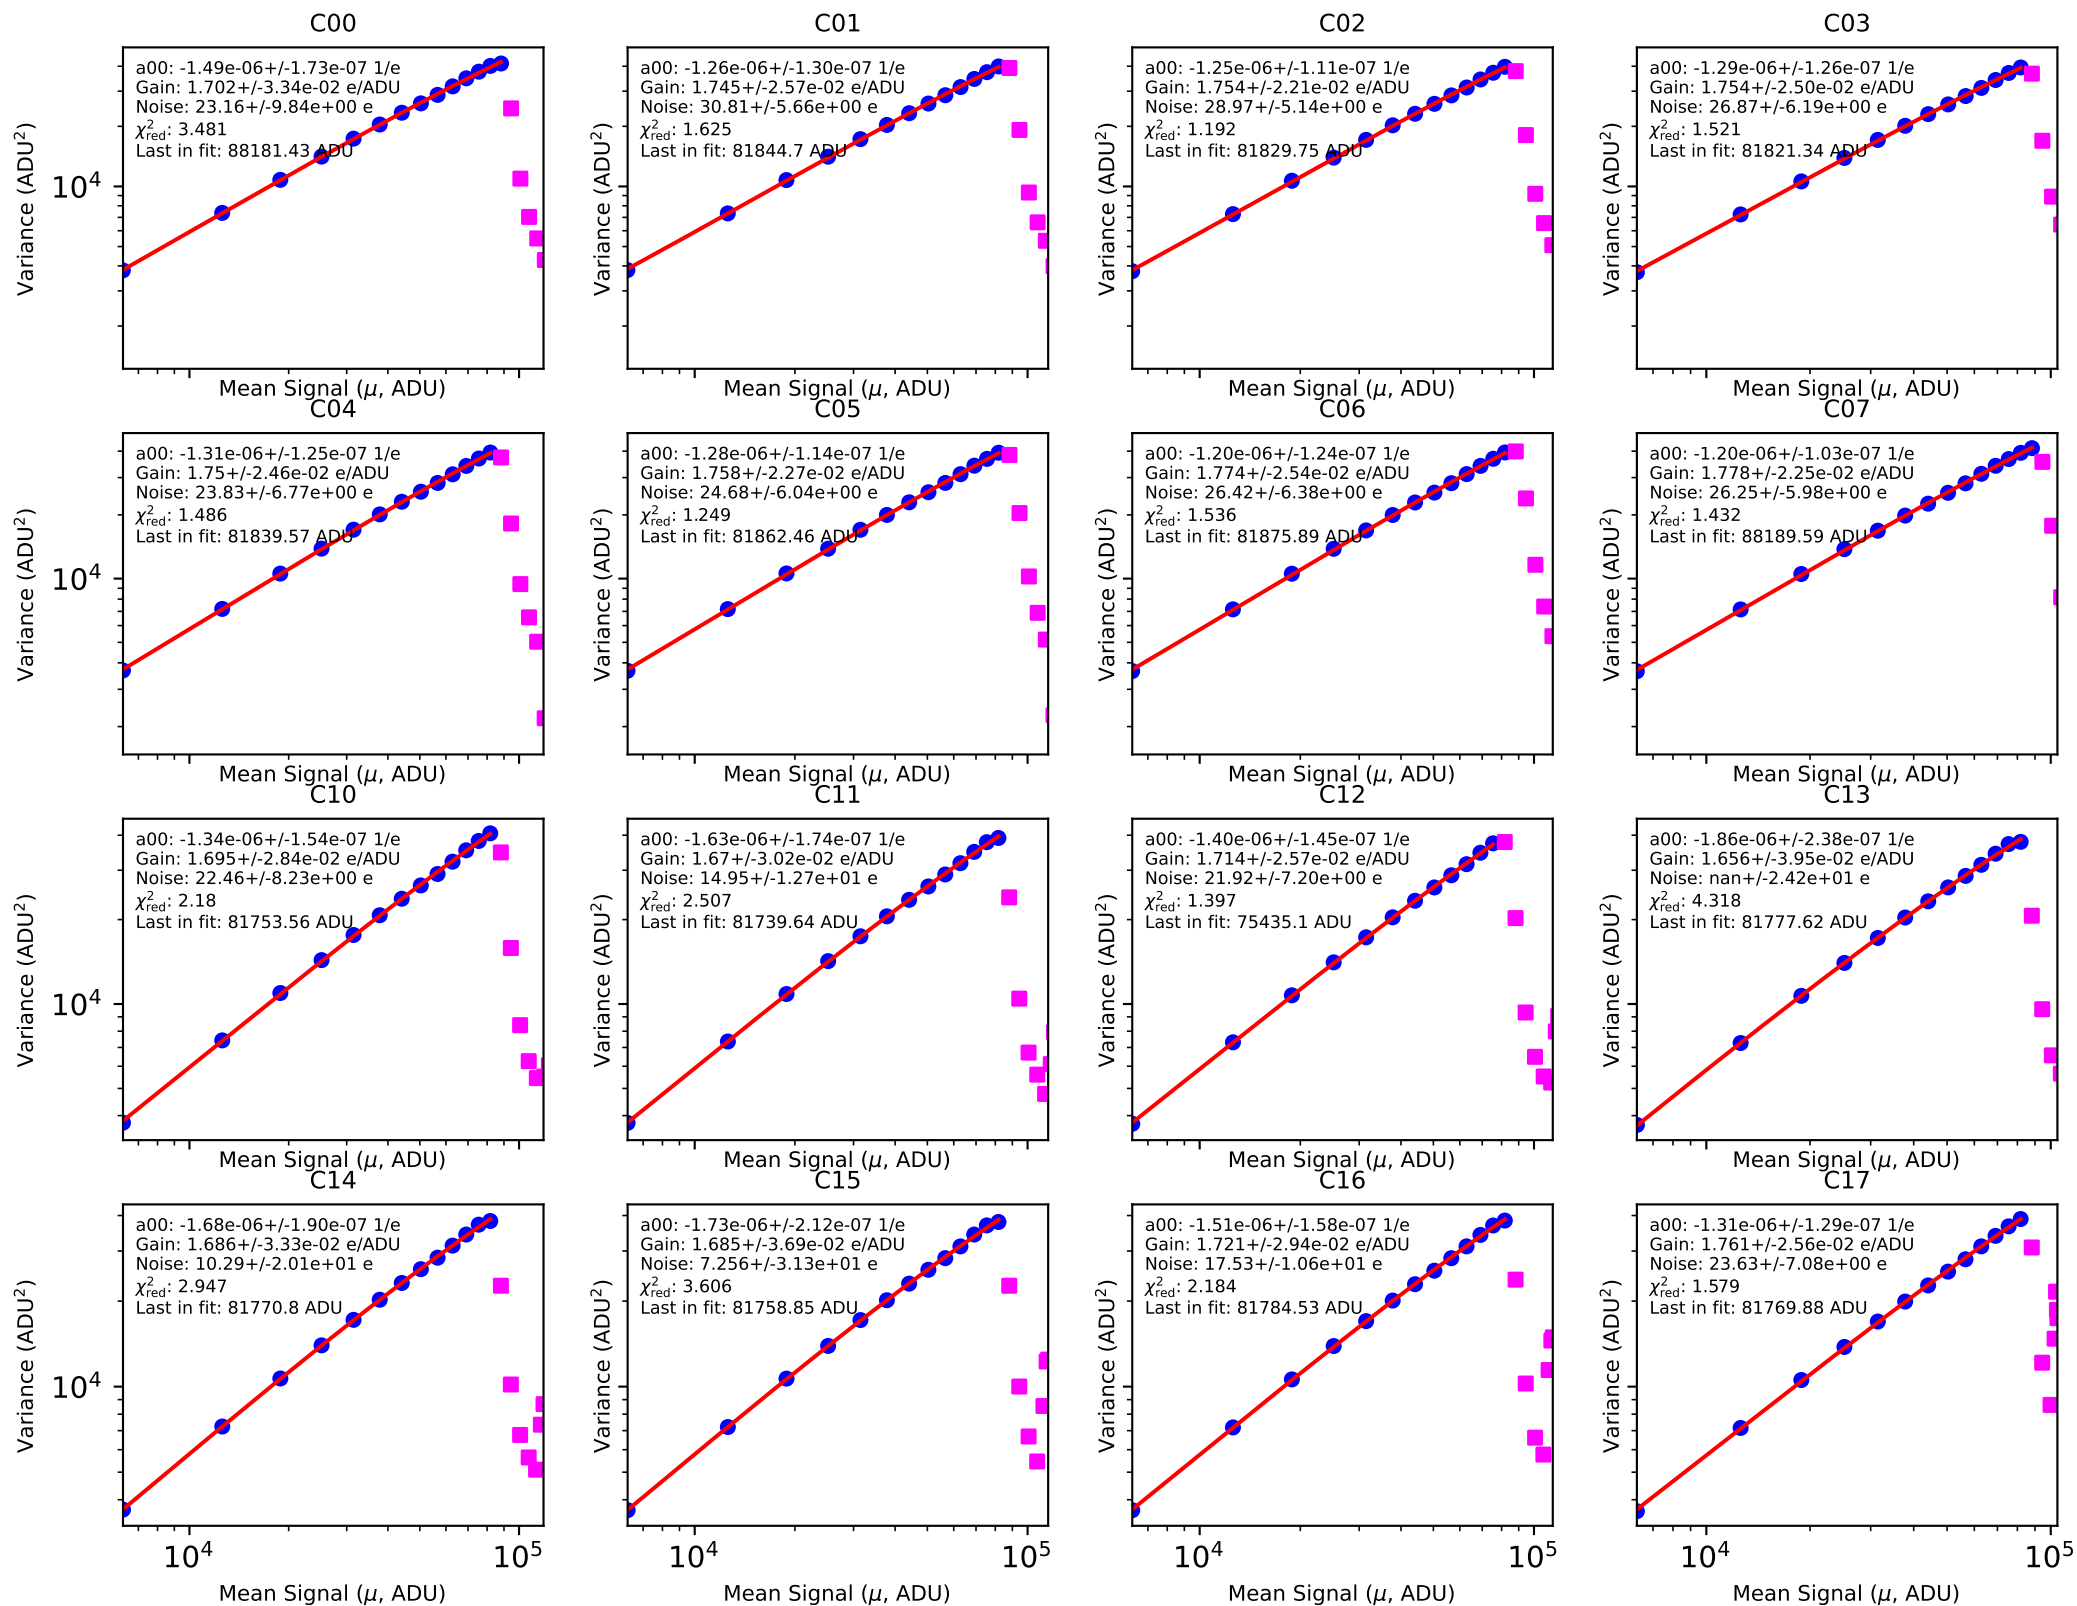 C00
a00: -1.49e-06+/-1.73e-07 1/e
Gain: 1.702+/-3.34e-02 e/ADU
Noise: 23.16+/-9.84e+00 e
χ²red: 3.481
Last in fit: 88181.43 ADU
10⁴
Variance (ADU²)
Mean Signal (μ, ADU)
C01
a00: -1.26e-06+/-1.30e-07 1/e
Gain: 1.745+/-2.57e-02 e/ADU
Noise: 30.81+/-5.66e+00 e
χ²red: 1.625
Last in fit: 81844.7 ADU
Variance (ADU²)
Mean Signal (μ, ADU)
C02
a00: -1.25e-06+/-1.11e-07 1/e
Gain: 1.754+/-2.21e-02 e/ADU
Noise: 28.97+/-5.14e+00 e
χ²red: 1.192
Last in fit: 81829.75 ADU
Variance (ADU²)
Mean Signal (μ, ADU)
C03
a00: -1.29e-06+/-1.26e-07 1/e
Gain: 1.754+/-2.50e-02 e/ADU
Noise: 26.87+/-6.19e+00 e
χ²red: 1.521
Last in fit: 81821.34 ADU
Variance (ADU²)
Mean Signal (μ, ADU)
C04
a00: -1.31e-06+/-1.25e-07 1/e
Gain: 1.75+/-2.46e-02 e/ADU
Noise: 23.83+/-6.77e+00 e
χ²red: 1.486
Last in fit: 81839.57 ADU
10⁴
Variance (ADU²)
Mean Signal (μ, ADU)
C05
a00: -1.28e-06+/-1.14e-07 1/e
Gain: 1.758+/-2.27e-02 e/ADU
Noise: 24.68+/-6.04e+00 e
χ²red: 1.249
Last in fit: 81862.46 ADU
Variance (ADU²)
Mean Signal (μ, ADU)
C06
a00: -1.20e-06+/-1.24e-07 1/e
Gain: 1.774+/-2.54e-02 e/ADU
Noise: 26.42+/-6.38e+00 e
χ²red: 1.536
Last in fit: 81875.89 ADU
Variance (ADU²)
Mean Signal (μ, ADU)
C07
a00: -1.20e-06+/-1.03e-07 1/e
Gain: 1.778+/-2.25e-02 e/ADU
Noise: 26.25+/-5.98e+00 e
χ²red: 1.432
Last in fit: 88189.59 ADU
Variance (ADU²)
Mean Signal (μ, ADU)
C10
a00: -1.34e-06+/-1.54e-07 1/e
Gain: 1.695+/-2.84e-02 e/ADU
Noise: 22.46+/-8.23e+00 e
χ²red: 2.18
Last in fit: 81753.56 ADU
10⁴
Variance (ADU²)
Mean Signal (μ, ADU)
C11
a00: -1.63e-06+/-1.74e-07 1/e
Gain: 1.67+/-3.02e-02 e/ADU
Noise: 14.95+/-1.27e+01 e
χ²red: 2.507
Last in fit: 81739.64 ADU
Variance (ADU²)
Mean Signal (μ, ADU)
C12
a00: -1.40e-06+/-1.45e-07 1/e
Gain: 1.714+/-2.57e-02 e/ADU
Noise: 21.92+/-7.20e+00 e
χ²red: 1.397
Last in fit: 75435.1 ADU
Variance (ADU²)
Mean Signal (μ, ADU)
C13
a00: -1.86e-06+/-2.38e-07 1/e
Gain: 1.656+/-3.95e-02 e/ADU
Noise: nan+/-2.42e+01 e
χ²red: 4.318
Last in fit: 81777.62 ADU
Variance (ADU²)
Mean Signal (μ, ADU)
C14
a00: -1.68e-06+/-1.90e-07 1/e
Gain: 1.686+/-3.33e-02 e/ADU
Noise: 10.29+/-2.01e+01 e
χ²red: 2.947
Last in fit: 81770.8 ADU
10⁴
Variance (ADU²)
10⁴ 10⁵
Mean Signal (μ, ADU)
C15
a00: -1.73e-06+/-2.12e-07 1/e
Gain: 1.685+/-3.69e-02 e/ADU
Noise: 7.256+/-3.13e+01 e
χ²red: 3.606
Last in fit: 81758.85 ADU
Variance (ADU²)
10⁴ 10⁵
Mean Signal (μ, ADU)
C16
a00: -1.51e-06+/-1.58e-07 1/e
Gain: 1.721+/-2.94e-02 e/ADU
Noise: 17.53+/-1.06e+01 e
χ²red: 2.184
Last in fit: 81784.53 ADU
Variance (ADU²)
10⁴ 10⁵
Mean Signal (μ, ADU)
C17
a00: -1.31e-06+/-1.29e-07 1/e
Gain: 1.761+/-2.56e-02 e/ADU
Noise: 23.63+/-7.08e+00 e
χ²red: 1.579
Last in fit: 81769.88 ADU
Variance (ADU²)
10⁴ 10⁵
Mean Signal (μ, ADU)